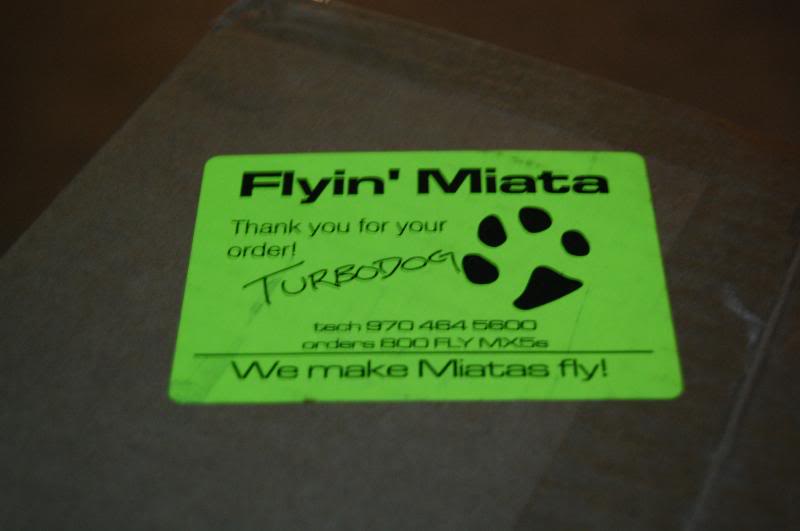 Flyin' Miata
Thank you for your
order!
TURBODOG
tech 970 464 5600
orders 800 FLY MX5s
We make Miatas fly!